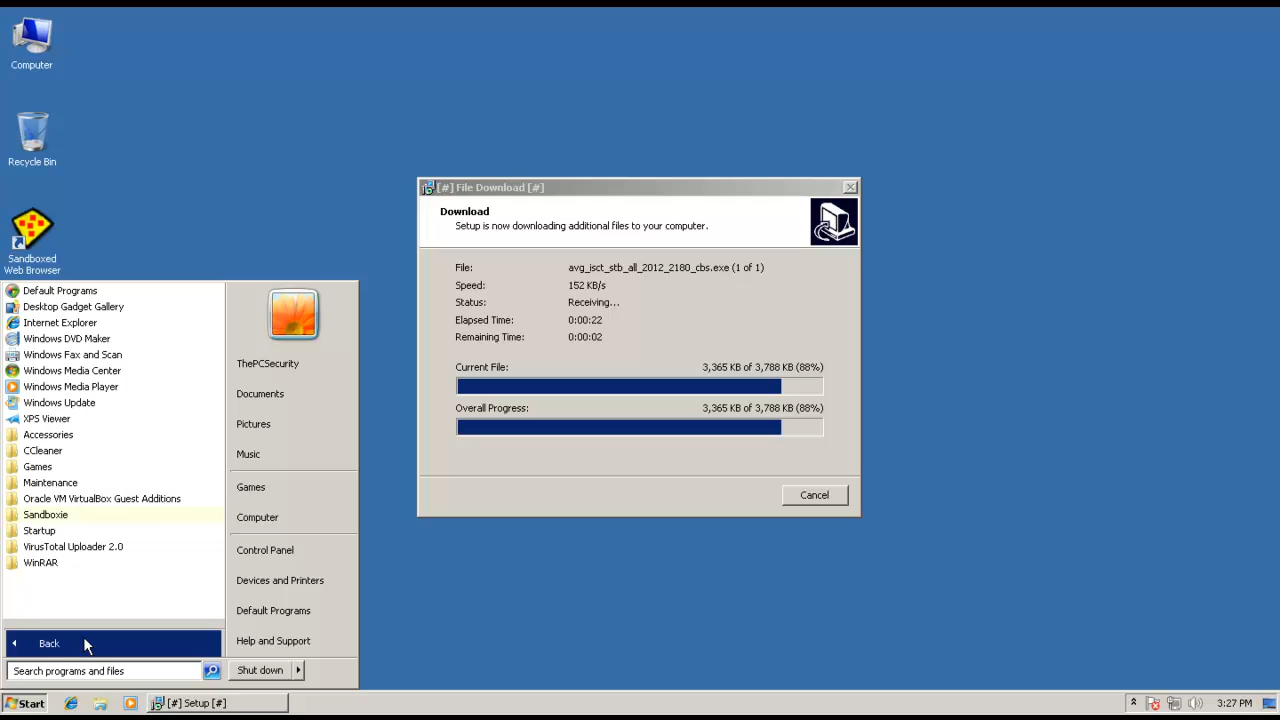 Computer
Recycle Bin
Sandboxed
Web Browser
[#] File Download [#]
Download
Setup is now downloading additional files to your computer.
File: avg_isct_stb_all_2012_2180_cbs.exe (1 of 1)
Speed: 152 KB/s
Status: Receiving...
Elapsed Time: 0:00:22
Remaining Time: 0:00:02
Current File: 3,365 KB of 3,788 KB (88%)
Overall Progress: 3,365 KB of 3,788 KB (88%)
Cancel
Default Programs
Desktop Gadget Gallery
Internet Explorer
Windows DVD Maker
Windows Fax and Scan
Windows Media Center
Windows Media Player
Windows Update
XPS Viewer
Accessories
CCleaner
Games
Maintenance
Oracle VM VirtualBox Guest Additions
Sandboxie
Startup
VirusTotal Uploader 2.0
WinRAR
Back
Search programs and files
ThePCSecurity
Documents
Pictures
Music
Games
Computer
Control Panel
Devices and Printers
Default Programs
Help and Support
Shut down
Start
[#] Setup [#]
3:27 PM